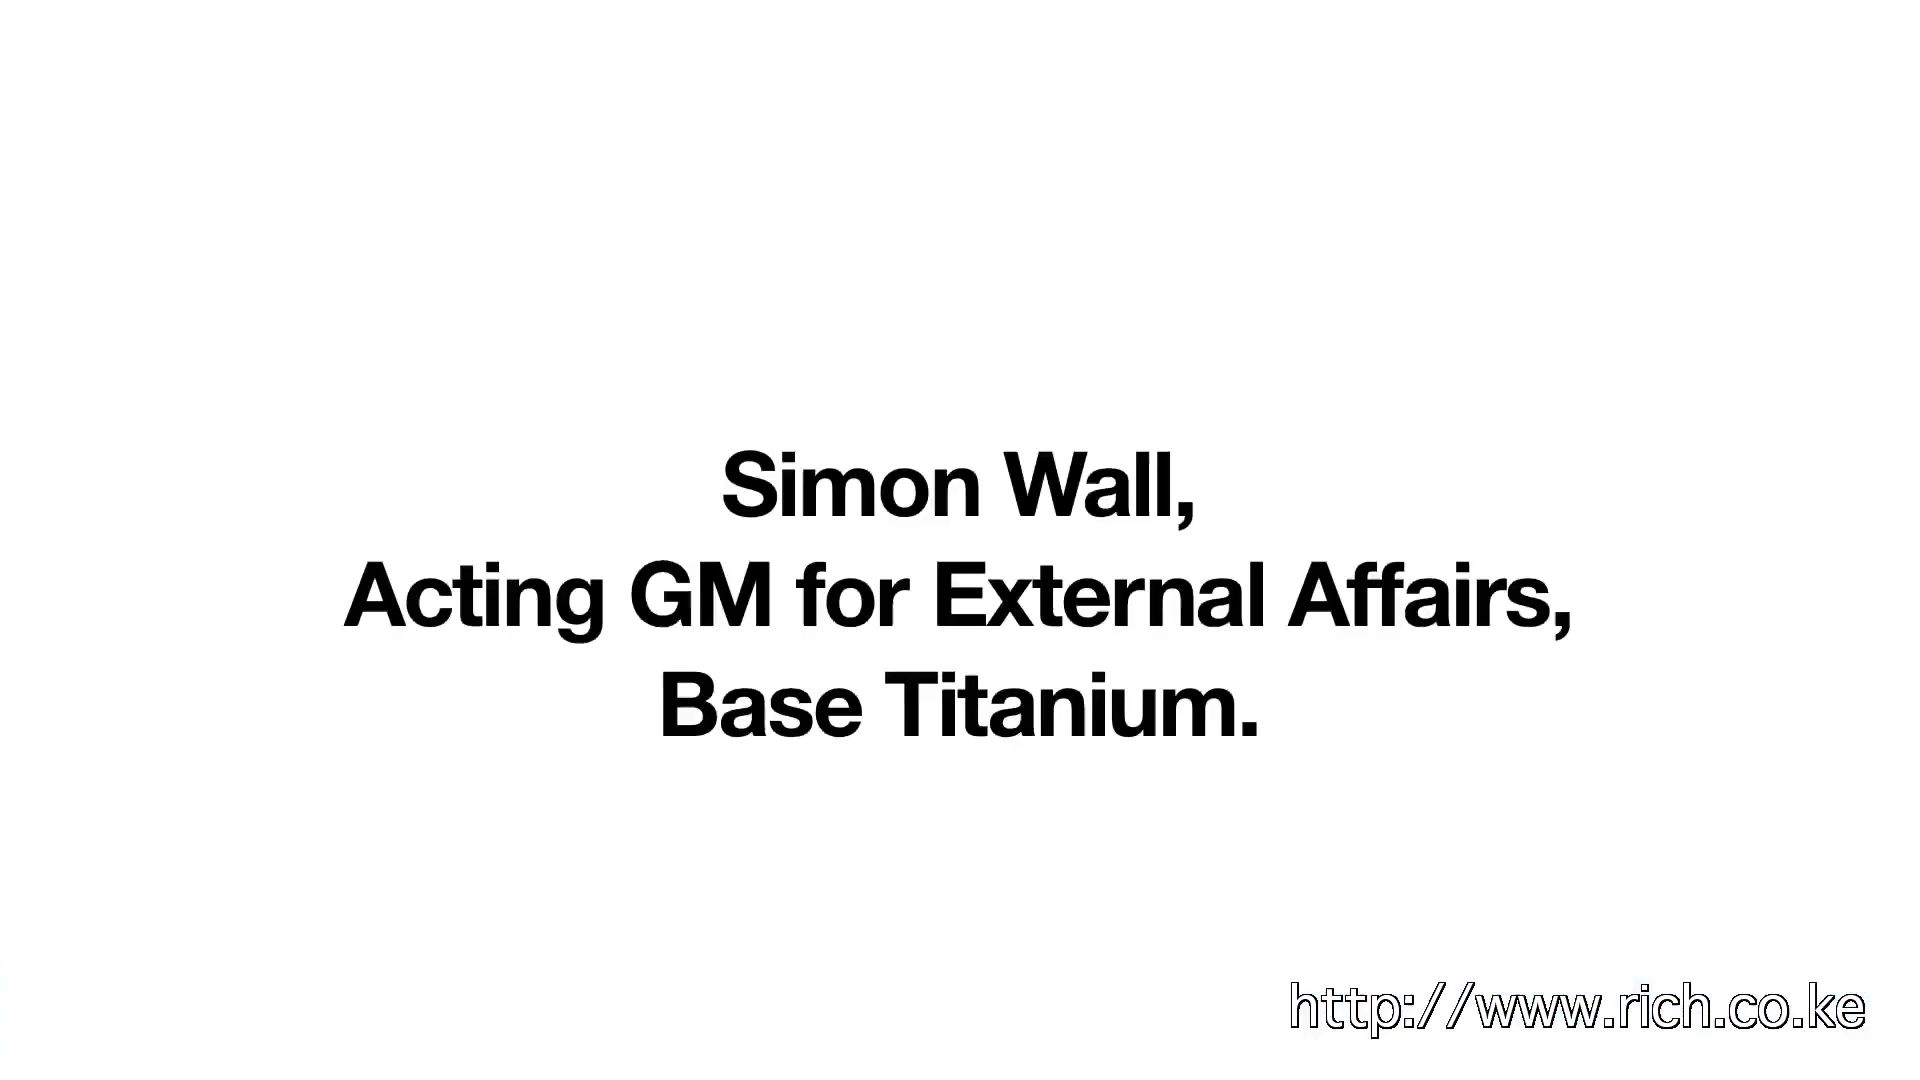 Simon Wall,
Acting GM for External Affairs,
Base Titanium.
http://www.rich.co.ke